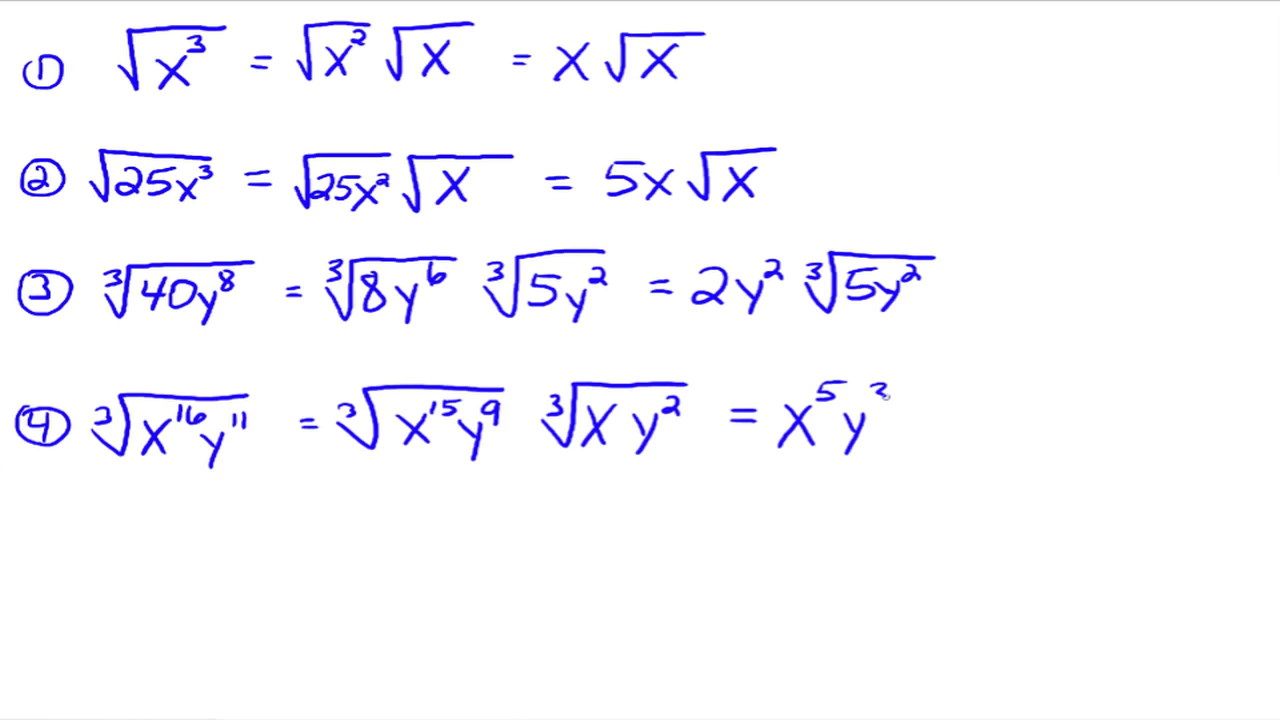 ① √x³ = √x² √x = x√x
② √25x³ = √25x² √x = 5x√x
③ ∛40y⁸ = ∛8y⁶ ∛5y² = 2y² ∛5y²
④ ∛x¹⁶y¹¹ = ∛x¹⁵y⁹ ∛xy² = x⁵y³